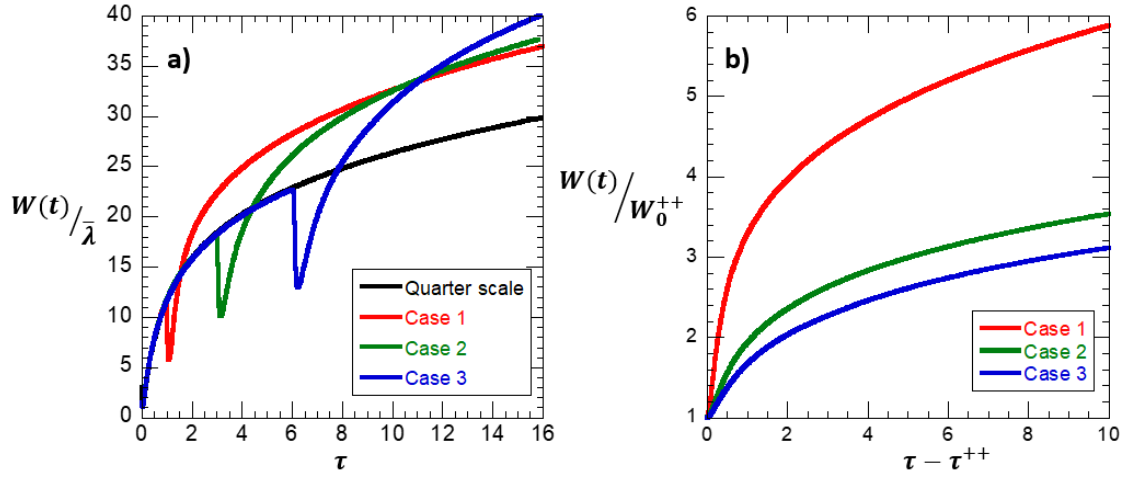 a)
40
35
30
25
20
15
10
5
0
W(t)/λ̄
0 2 4 6 8 10 12 14 16
τ
Quarter scale
Case 1
Case 2
Case 3
b)
6
5
4
3
2
1
W(t)/W₀⁺⁺
0 2 4 6 8 10
τ − τ⁺⁺
Case 1
Case 2
Case 3